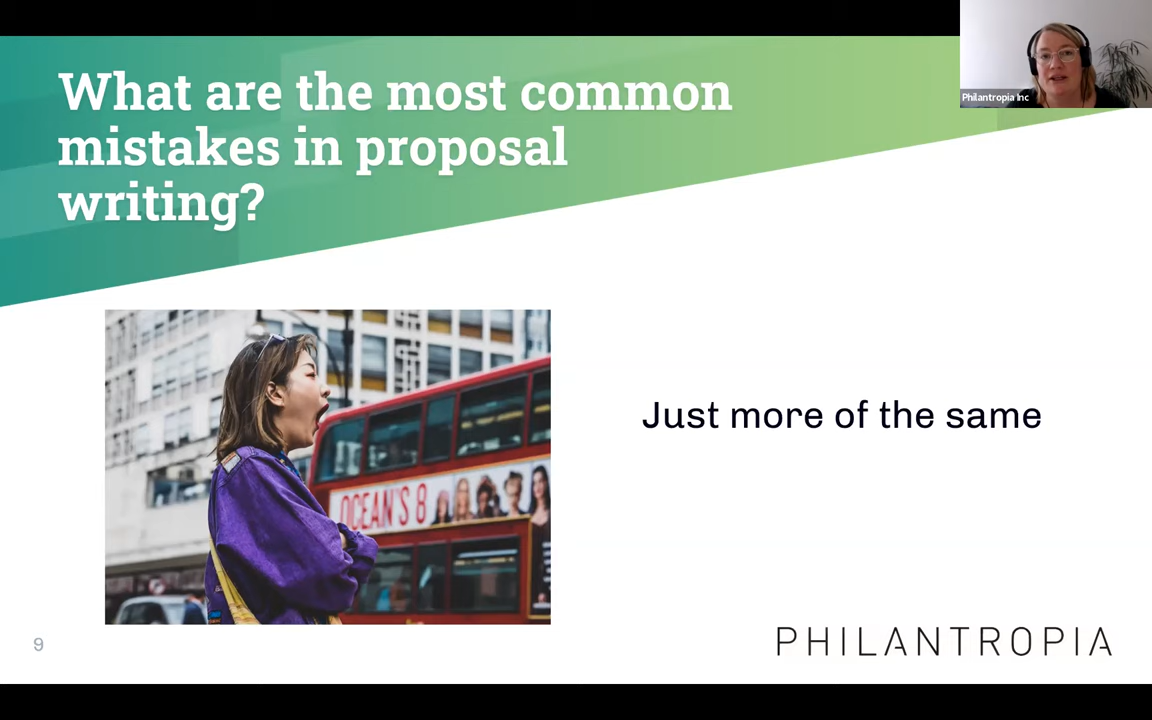 What are the most common
mistakes in proposal
writing?
Philantropia Inc
Just more of the same
OCEAN'S 8
9
PHILANTROPIA